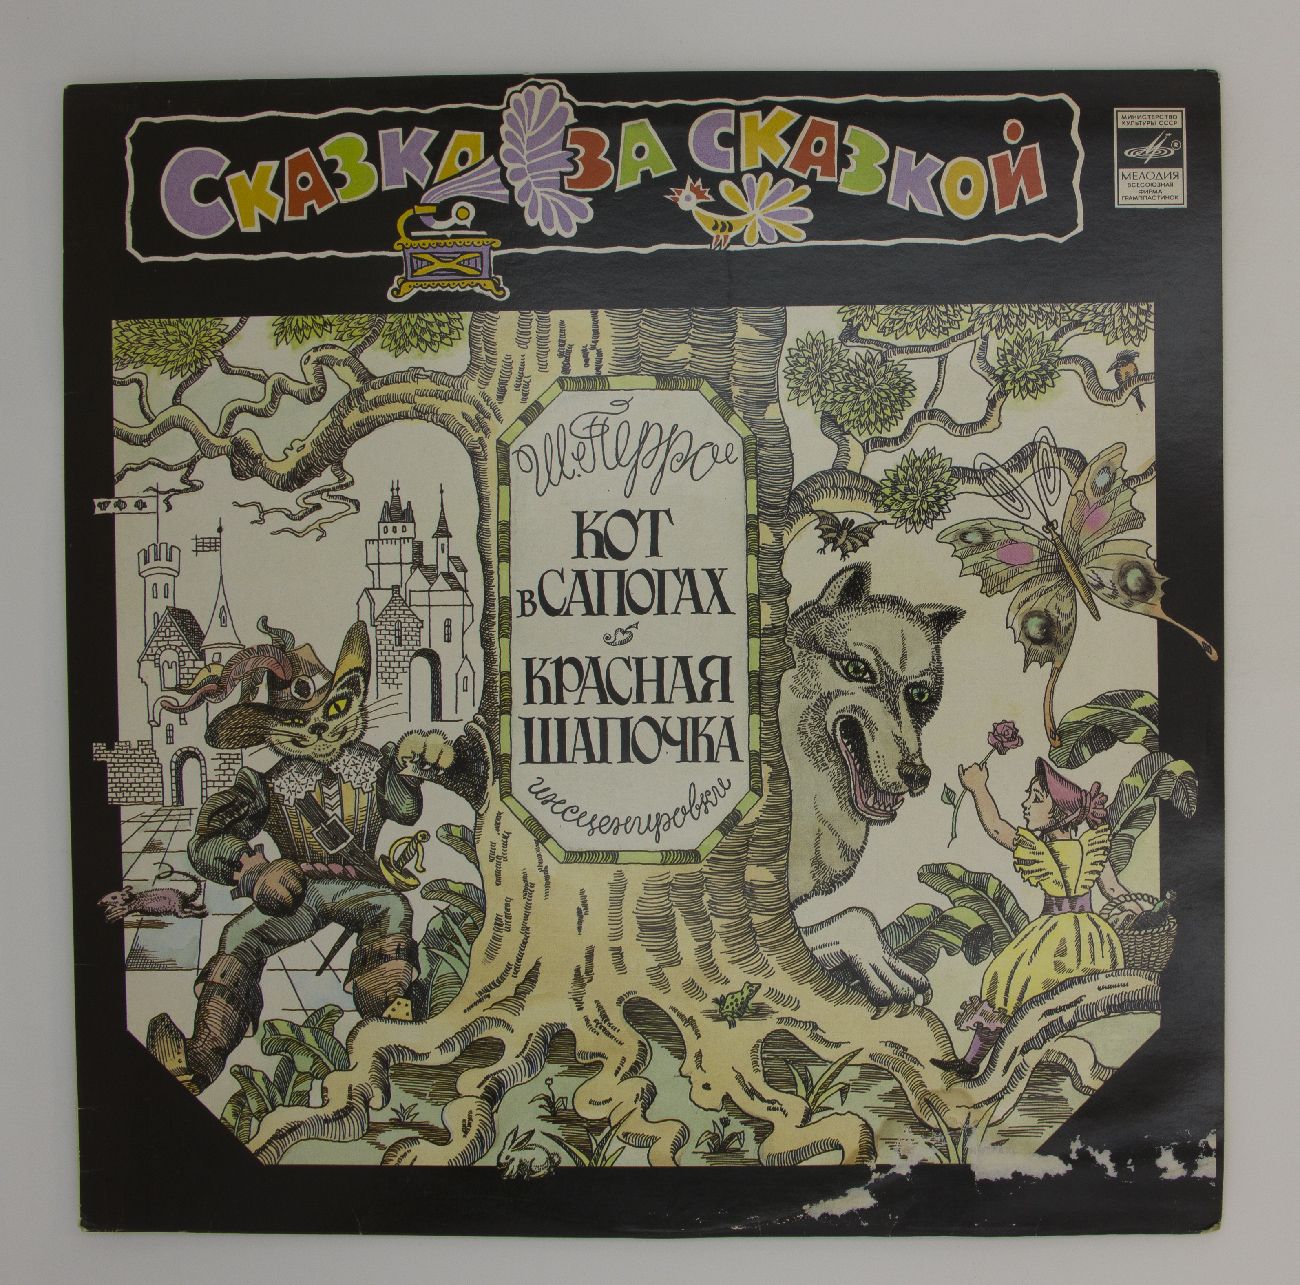 Сказка за сказкой
МИНИСТЕРСТВО
КУЛЬТУРЫ СССР
МЕЛОДИЯ
ВСЕСОЮЗНАЯ
ФИРМА
ГРАМПЛАСТИНОК
Ш. Перро
КОТ
в САПОГАХ
КРАСНАЯ
ШАПОЧКА
инсценировки